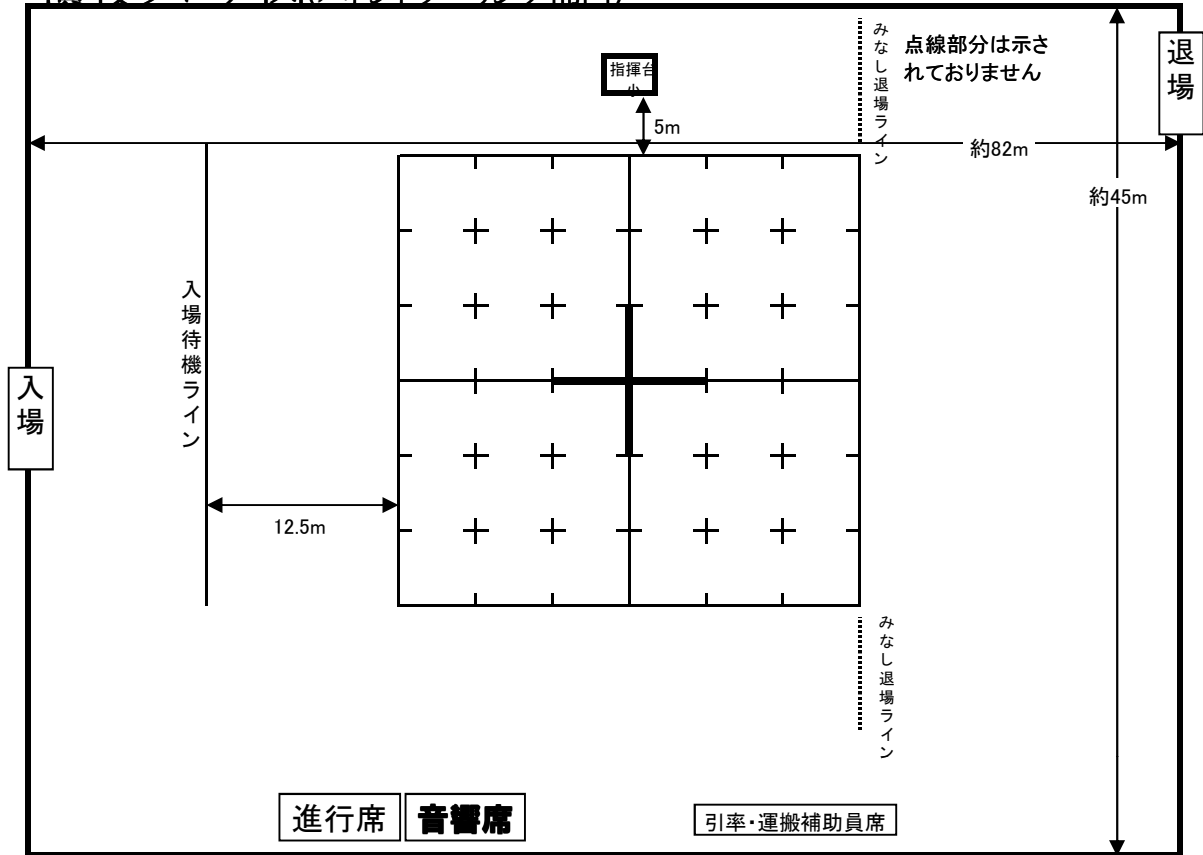 みなし退場ライン
点線部分は示さ
れておりません
退場
指揮台
小
5m
約82m
約45m
入場待機ライン
入場
12.5m
みなし退場ライン
進行席
音響席
引率・運搬補助員席